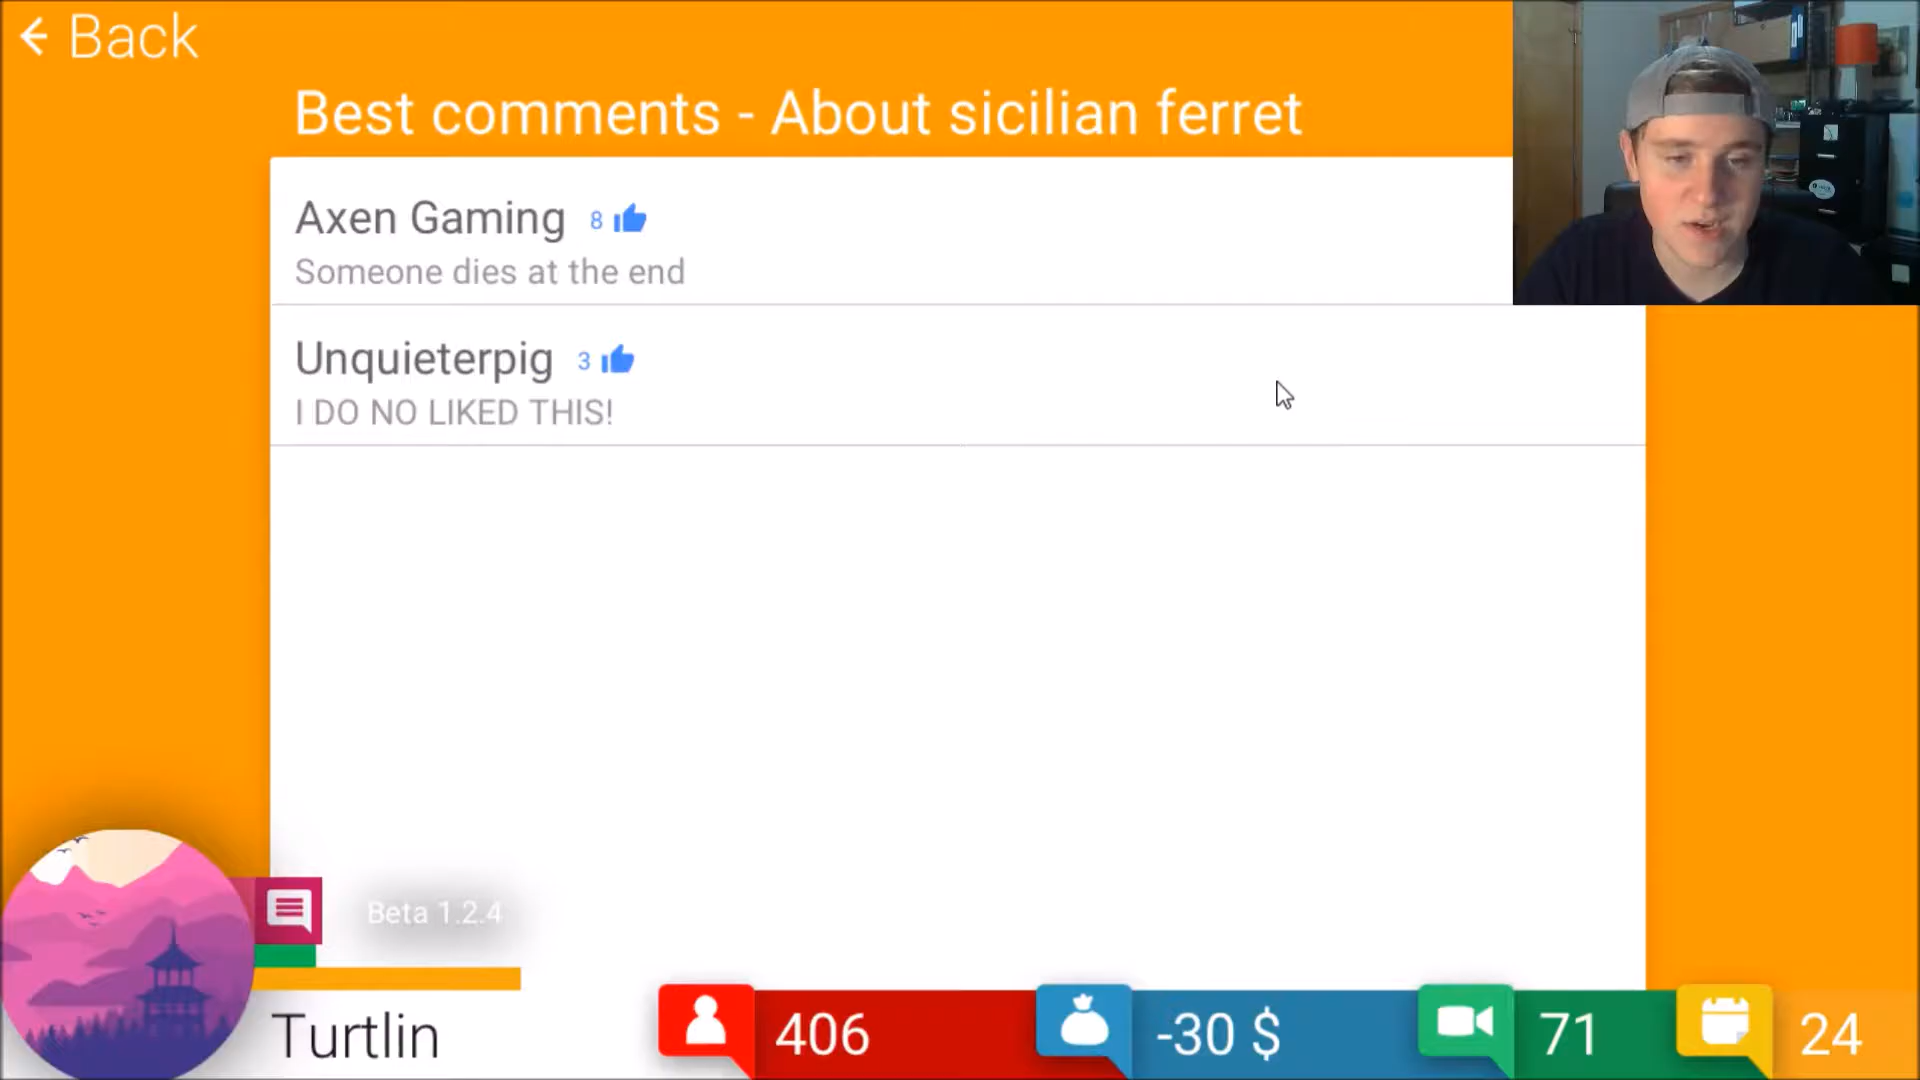 Back
Best comments - About sicilian ferret
Axen Gaming 8
Someone dies at the end
Unquieterpig 3
I DO NO LIKED THIS!
Beta 1.2.4
Turtlin 406 -30 $ 71 24